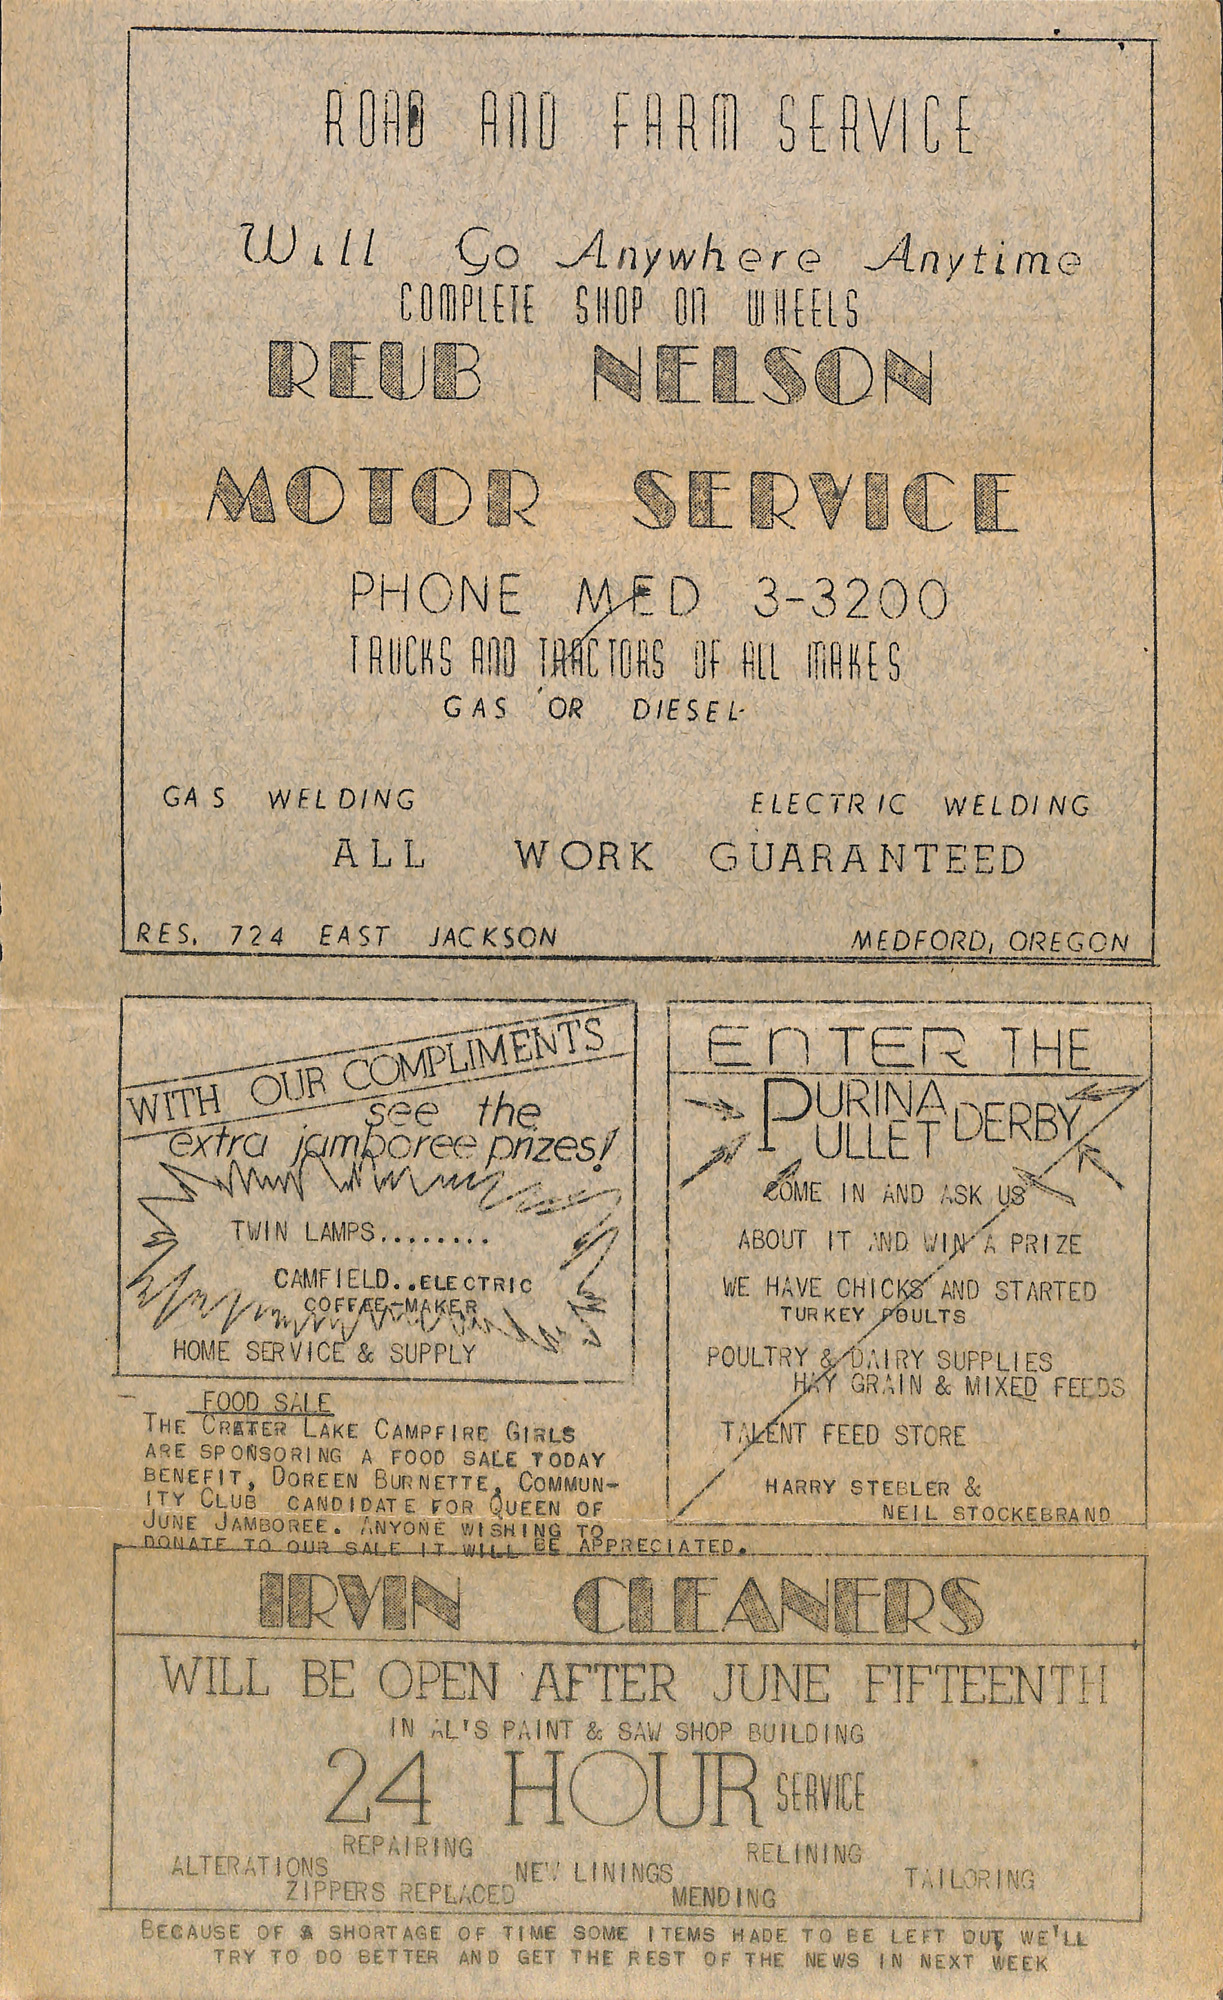 ROAD AND FARM SERVICE
Will Go Anywhere Anytime
COMPLETE SHOP ON WHEELS
REUB NELSON
MOTOR SERVICE
PHONE MED 3-3200
TRUCKS AND TRACTORS OF ALL MAKES
GAS OR DIESEL
GAS WELDING ELECTRIC WELDING
ALL WORK GUARANTEED
RES. 724 EAST JACKSON MEDFORD, OREGON
WITH OUR COMPLIMENTS
see the
extra jamboree prizes!
TWIN LAMPS........
CAMFIELD..ELECTRIC
COFFEE-MAKER
HOME SERVICE & SUPPLY
ENTER THE
PURINA
PULLET DERBY
COME IN AND ASK US
ABOUT IT AND WIN A PRIZE
WE HAVE CHICKS AND STARTED
TURKEY POULTS
POULTRY & DAIRY SUPPLIES
HAY GRAIN & MIXED FEEDS
TALENT FEED STORE
HARRY STEBLER &
NEIL STOCKEBRAND
FOOD SALE
THE CRATER LAKE CAMPFIRE GIRLS
ARE SPONSORING A FOOD SALE TODAY
BENEFIT, DOREEN BURNETTE, COMMUN-
ITY CLUB CANDIDATE FOR QUEEN OF
JUNE JAMBOREE. ANYONE WISHING TO
DONATE TO OUR SALE IT WILL BE APPRECIATED.
IRVIN CLEANERS
WILL BE OPEN AFTER JUNE FIFTEENTH
IN AL'S PAINT & SAW SHOP BUILDING
24 HOUR SERVICE
REPAIRING RELINING
ALTERATIONS NEW LININGS TAILORING
ZIPPERS REPLACED MENDING
BECAUSE OF A SHORTAGE OF TIME SOME ITEMS HADE TO BE LEFT OUT WE'LL
TRY TO DO BETTER AND GET THE REST OF THE NEWS IN NEXT WEEK